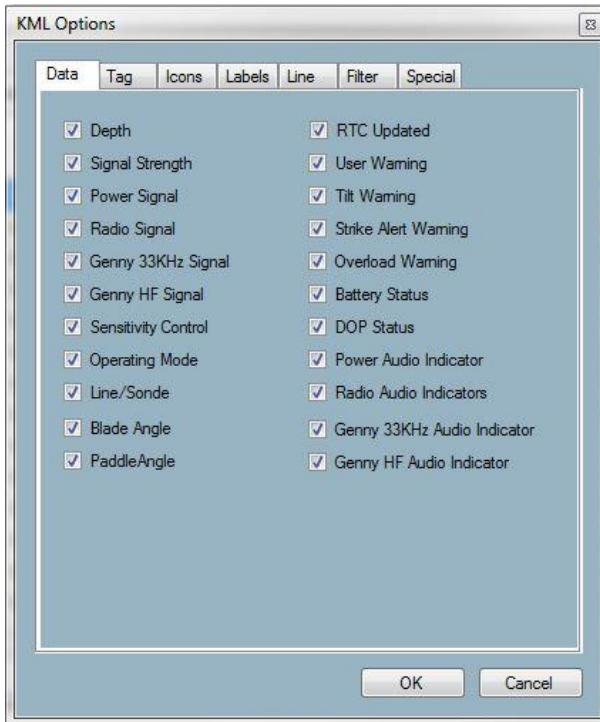 KML Options
Data Tag Icons Labels Line Filter Special
Depth
Signal Strength
Power Signal
Radio Signal
Genny 33KHz Signal
Genny HF Signal
Sensitivity Control
Operating Mode
Line/Sonde
Blade Angle
PaddleAngle
RTC Updated
User Warning
Tilt Warning
Strike Alert Warning
Overload Warning
Battery Status
DOP Status
Power Audio Indicator
Radio Audio Indicators
Genny 33KHz Audio Indicator
Genny HF Audio Indicator
OK Cancel